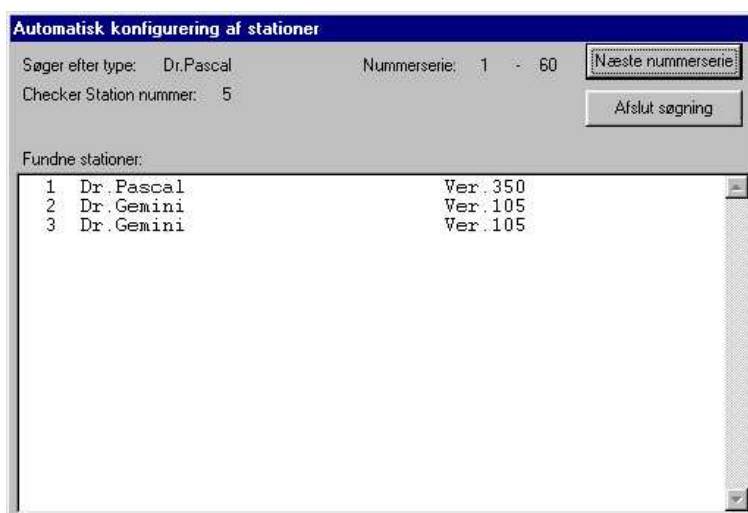 Automatisk konfigurering af stationer
Søger efter type: Dr.Pascal Nummerserie: 1 - 60 Næste nummerserie
Checker Station nummer: 5 Afslut søgning
Fundne stationer:
1 Dr.Pascal Ver.350
2 Dr.Gemini Ver.105
3 Dr.Gemini Ver.105